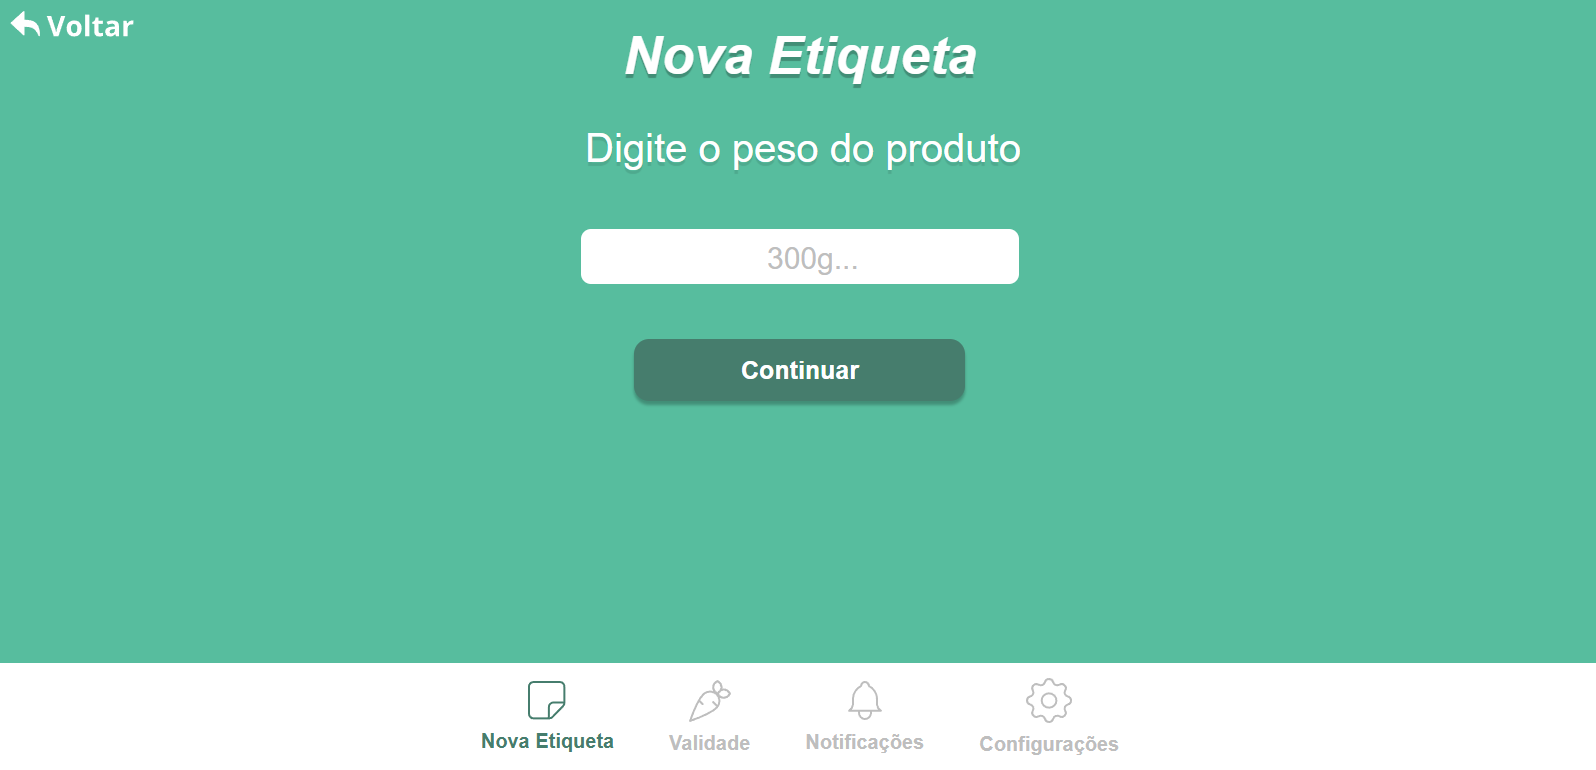 Voltar
Nova Etiqueta
Digite o peso do produto
300g...
Continuar
Nova Etiqueta
Validade
Notificações
Configurações